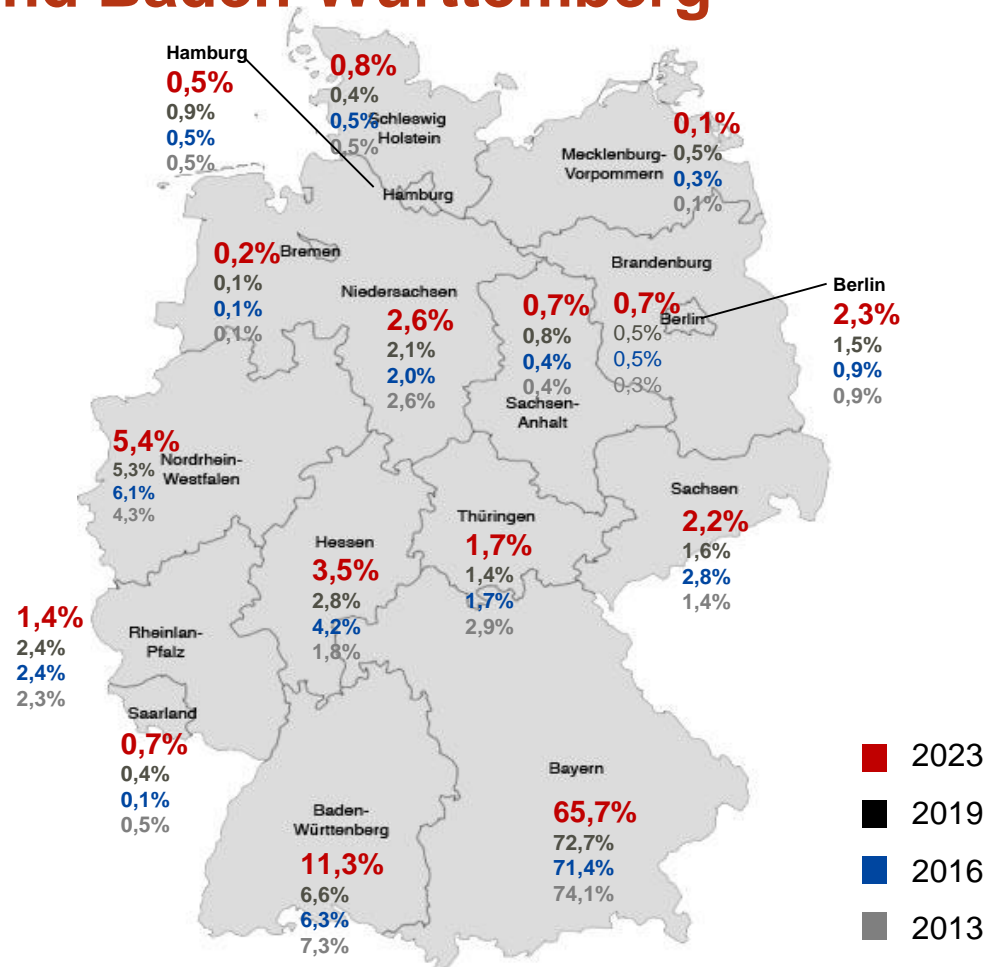 nd Baden-Württemberg
Hamburg
0,5%
0,9%
0,5%
0,5%
0,8%
0,4%
0,5%
0,5%
Schleswig
Holstein
Hamburg
Mecklenburg-
Vorpommern
0,1%
0,5%
0,3%
0,1%
0,2%
0,1%
0,1%
0,1%
Bremen
Niedersachsen
2,6%
2,1%
2,0%
2,6%
0,7%
0,8%
0,4%
0,4%
Sachsen-
Anhalt
Brandenburg
0,7%
0,5%
0,5%
0,3%
Berlin
Berlin
2,3%
1,5%
0,9%
0,9%
5,4%
5,3%
6,1%
4,3%
Nordrhein-
Westfalen
Hessen
3,5%
2,8%
4,2%
1,8%
Thüringen
1,7%
1,4%
1,7%
2,9%
Sachsen
2,2%
1,6%
2,8%
1,4%
1,4%
2,4%
2,4%
2,3%
Rheinlan-
Pfalz
Saarland
0,7%
0,4%
0,1%
0,5%
Baden-
Württenberg
11,3%
6,6%
6,3%
7,3%
Bayern
65,7%
72,7%
71,4%
74,1%
2023
2019
2016
2013